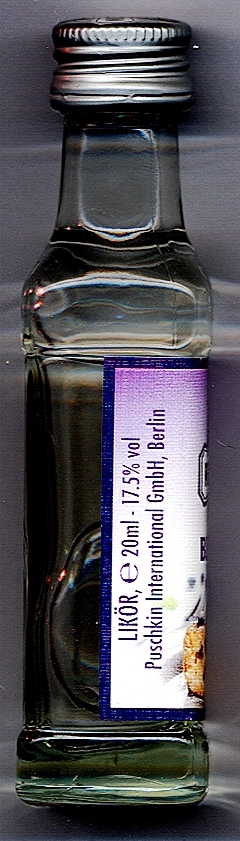 LIKÖR, ℮ 20ml - 17.5% vol
Puschkin International GmbH, Berlin